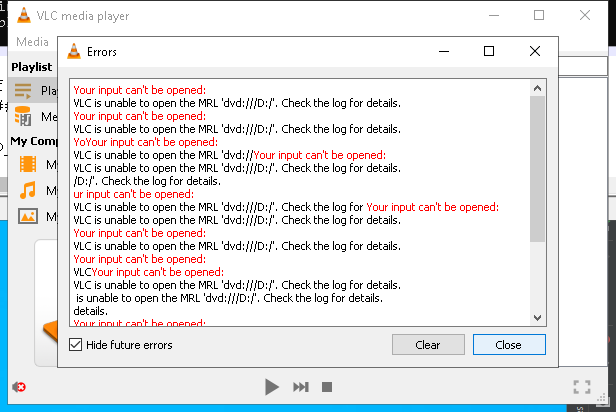 VLC media player
Media
Errors
Playlist
My Comp
Your input can't be opened:
VLC is unable to open the MRL 'dvd:///D:/'. Check the log for details.
Your input can't be opened:
VLC is unable to open the MRL 'dvd:///D:/'. Check the log for details.
YoYour input can't be opened:
VLC is unable to open the MRL 'dvd://Your input can't be opened:
VLC is unable to open the MRL 'dvd:///D:/'. Check the log for details.
/D:/'. Check the log for details.
ur input can't be opened:
VLC is unable to open the MRL 'dvd:///D:/'. Check the log for Your input can't be opened:
VLC is unable to open the MRL 'dvd:///D:/'. Check the log for details.
Your input can't be opened:
VLC is unable to open the MRL 'dvd:///D:/'. Check the log for details.
Your input can't be opened:
VLCYour input can't be opened:
VLC is unable to open the MRL 'dvd:///D:/'. Check the log for details.
is unable to open the MRL 'dvd:///D:/'. Check the log for details.
details.
Your input can't be opened:
Hide future errors
Clear
Close